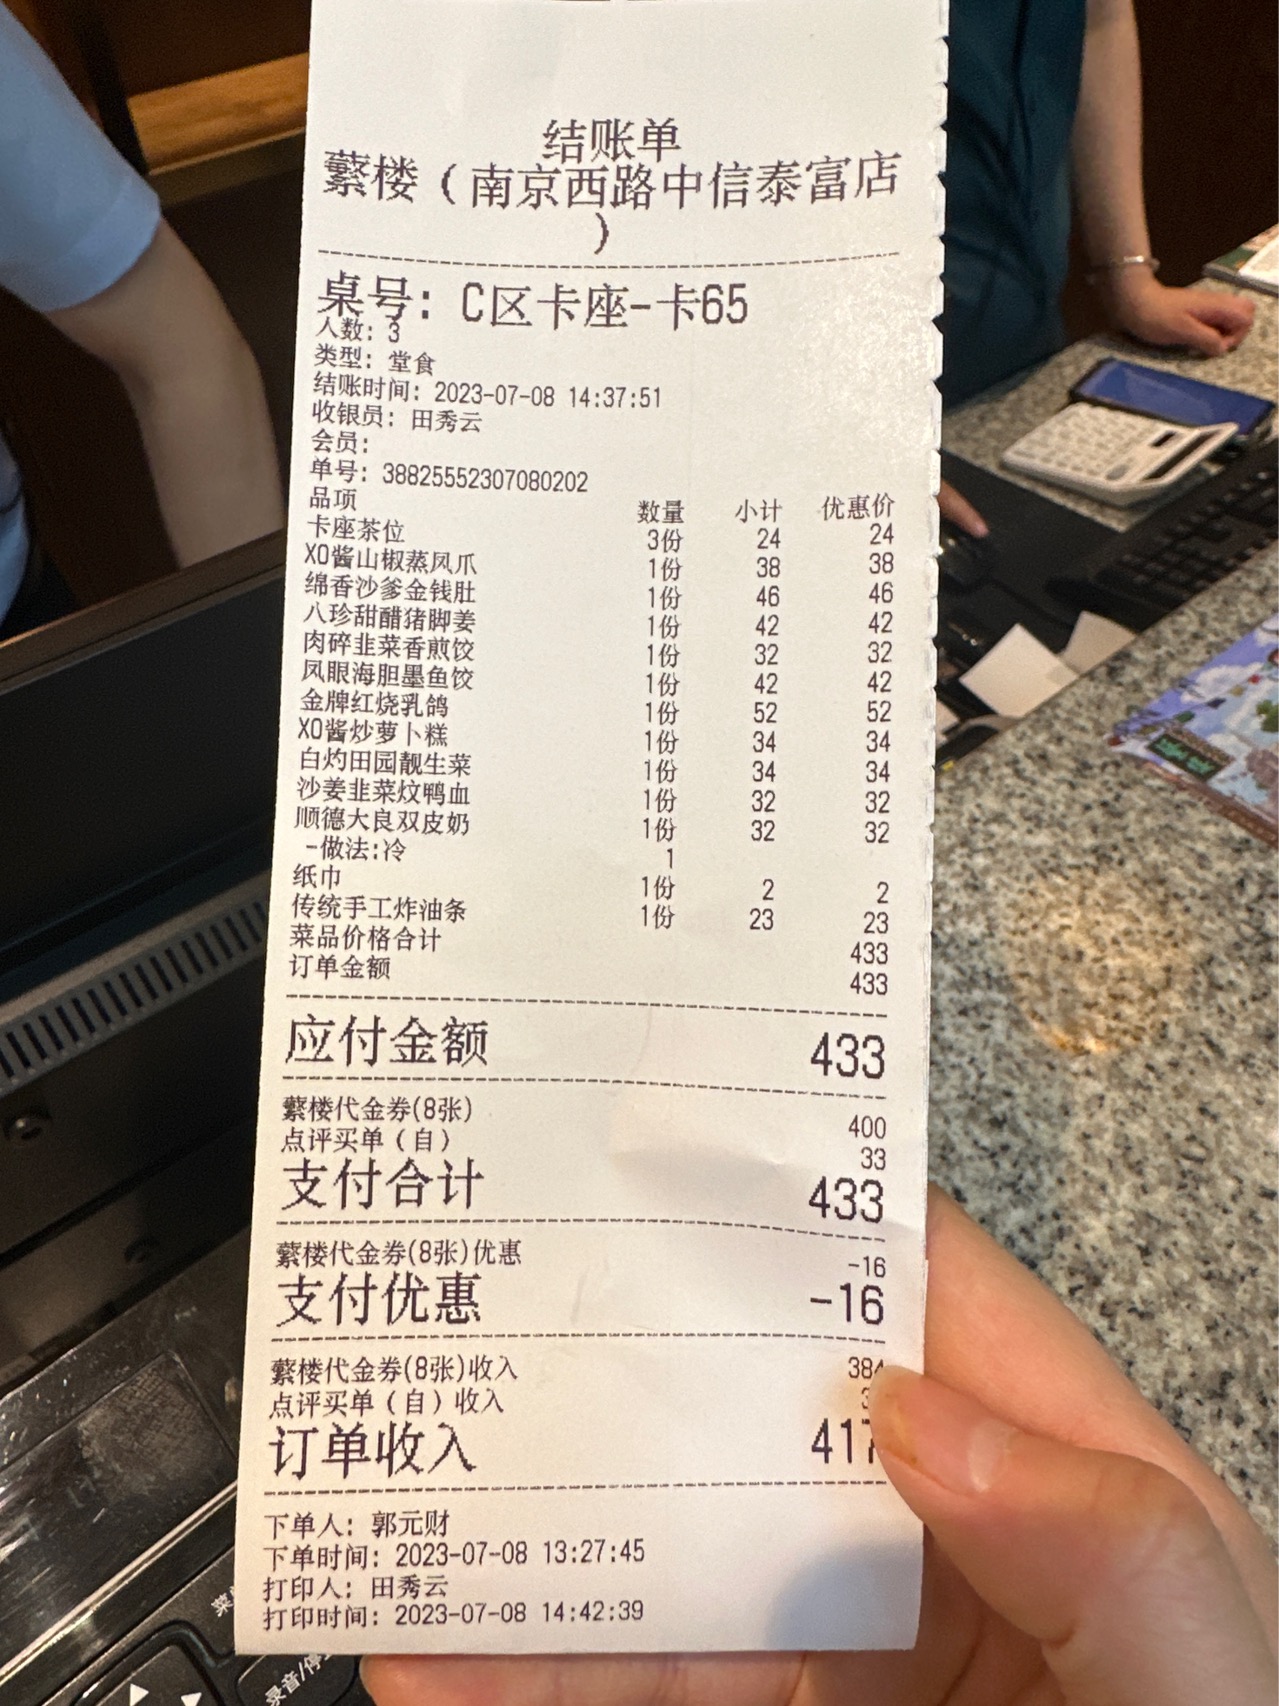 结账单
蘩楼（南京西路中信泰富店
）
桌号: C区卡座-卡65
人数: 3
类型: 堂食
结账时间: 2023-07-08 14:37:51
收银员: 田秀云
会员:
单号: 38825552307080202
品项 数量 小计 优惠价
卡座茶位 3份 24 24
XO酱山椒蒸凤爪 1份 38 38
绵香沙爹金钱肚 1份 46 46
八珍甜醋猪脚姜 1份 42 42
肉碎韭菜香煎饺 1份 32 32
凤眼海胆墨鱼饺 1份 42 42
金牌红烧乳鸽 1份 52 52
XO酱炒萝卜糕 1份 34 34
白灼田园靓生菜 1份 34 34
沙姜韭菜炆鸭血 1份 32 32
顺德大良双皮奶 1份 32 32
-做法:冷 1
纸巾 1份 2 2
传统手工炸油条 1份 23 23
菜品价格合计 433
订单金额 433
应付金额 433
蘩楼代金券(8张) 400
点评买单（自） 33
支付合计 433
蘩楼代金券(8张)优惠 -16
支付优惠 -16
蘩楼代金券(8张)收入 384
点评买单（自）收入
订单收入 417
下单人: 郭元财
下单时间: 2023-07-08 13:27:45
打印人: 田秀云
打印时间: 2023-07-08 14:42:39